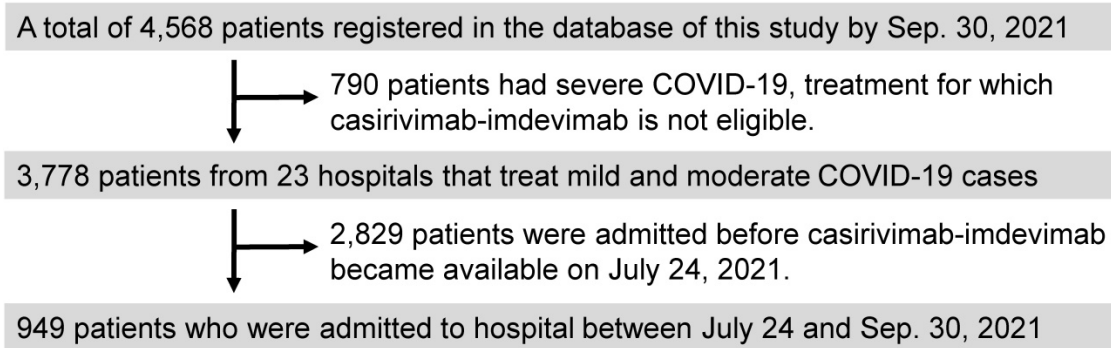 A total of 4,568 patients registered in the database of this study by Sep. 30, 2021
790 patients had severe COVID-19, treatment for which
casirivimab-imdevimab is not eligible.
3,778 patients from 23 hospitals that treat mild and moderate COVID-19 cases
2,829 patients were admitted before casirivimab-imdevimab
became available on July 24, 2021.
949 patients who were admitted to hospital between July 24 and Sep. 30, 2021